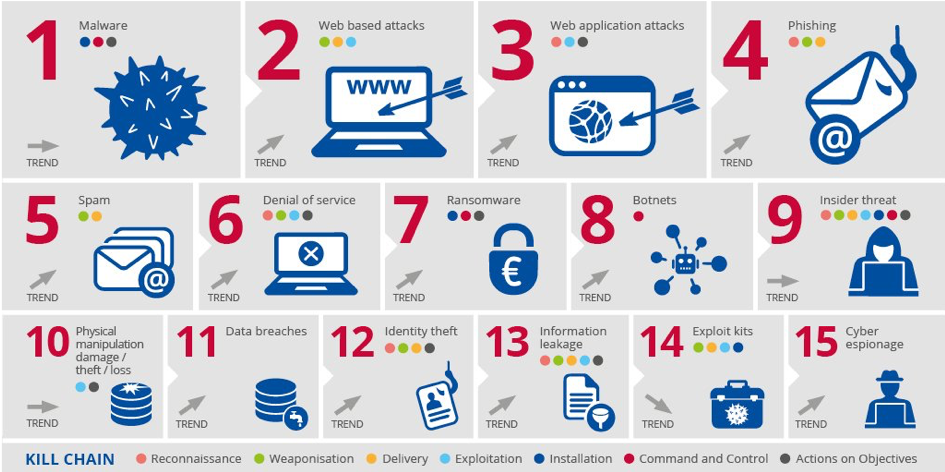 1
Malware
TREND
2
Web based attacks
WWW
TREND
3
Web application attacks
TREND
4
Phishing
@
TREND
5
Spam
@
TREND
6
Denial of service
TREND
7
Ransomware
€
TREND
8
Botnets
TREND
9
Insider threat
TREND
10
Physical
manipulation
damage /
theft / loss
TREND
11
Data breaches
TREND
12
Identity theft
TREND
13
Information
leakage
TREND
14
Exploit kits
TREND
15
Cyber
espionage
TREND
KILL CHAIN Reconnaissance Weaponisation Delivery Exploitation Installation Command and Control Actions on Objectives